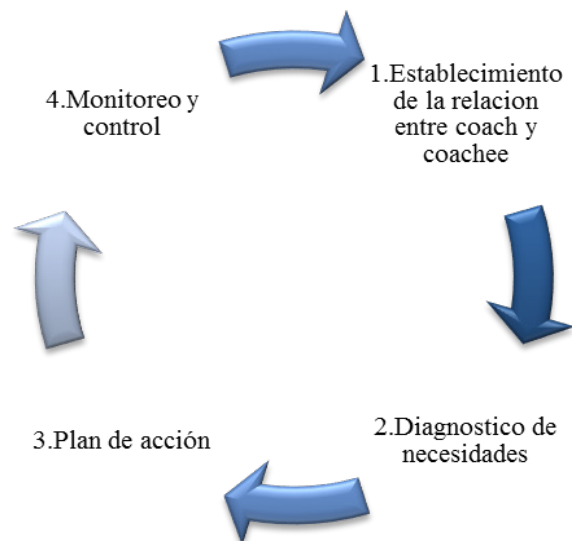 1.Establecimiento
de la relacion
entre coach y
coachee
2.Diagnostico de
necesidades
3.Plan de acción
4.Monitoreo y
control